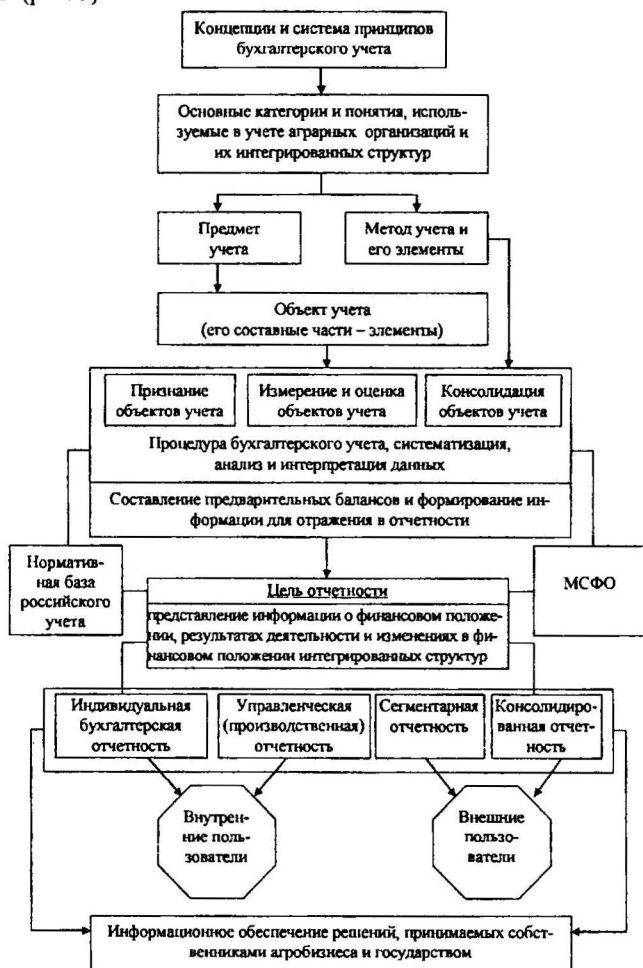 Концепции и система принципов
бухгалтерского учета
Основные категории и понятия, исполь-
зуемые в учете аграрных организаций и
их интегрированных структур
Предмет
учета
Метод учета и
его элементы
Объект учета
(его составные части – элементы)
Признание
объектов учета
Измерение и оценка
объектов учета
Консолидация
объектов учета
Процедура бухгалтерского учета, систематизация,
анализ и интерпретация данных
Составление предварительных балансов и формирование ин-
формации для отражения в отчетности
Норматив-
ная база
российского
учета
МСФО
Цель отчетности
представление информации о финансовом положе-
нии, результатах деятельности и изменениях в фи-
нансовом положении интегрированных структур
Индивидуальная
бухгалтерская
отчетность
Управленческая
(производственная)
отчетность
Сегментарная
отчетность
Консолидиро-
ванная отчет-
ность
Внутрен-
ние поль-
зователи
Внешние
пользо-
ватели
Информационное обеспечение решений, принимаемых собст-
венниками агробизнеса и государством